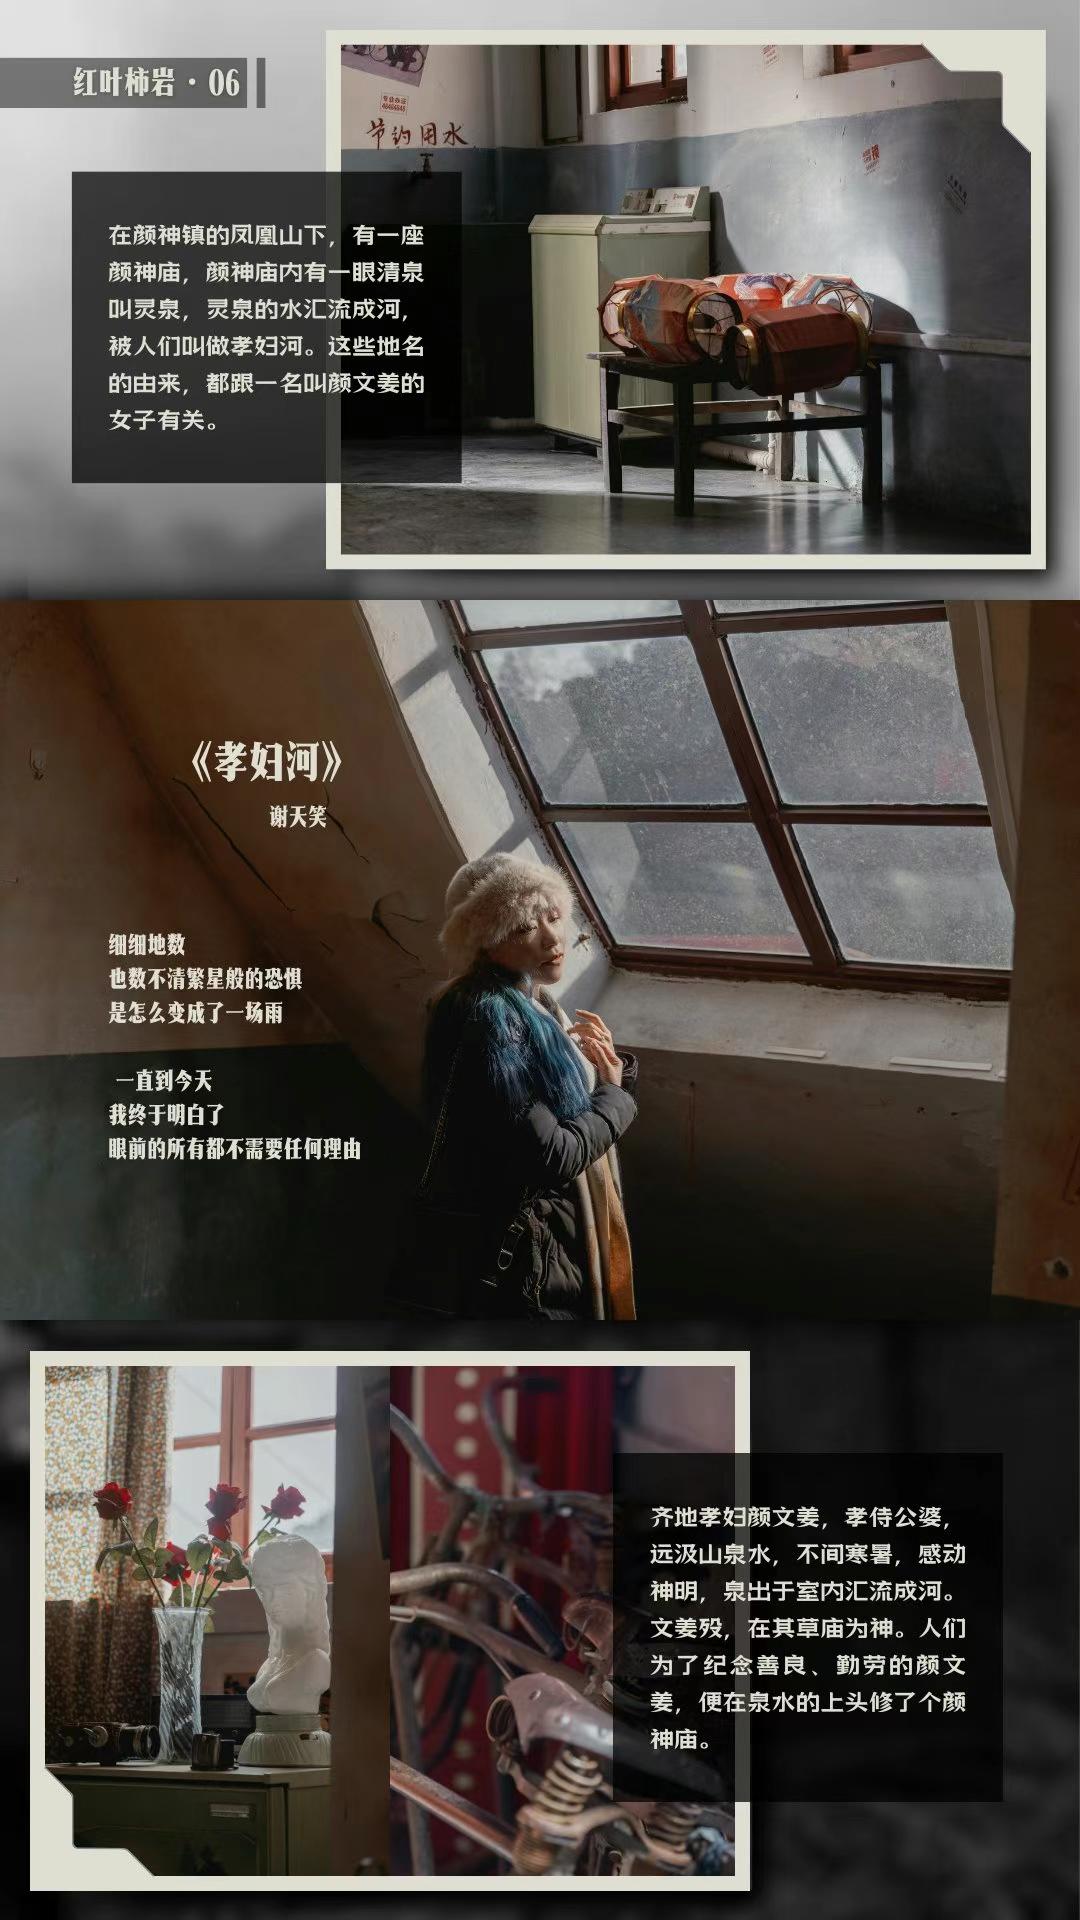 红叶柿岩·06
专业办证
节约用水
在颜神镇的凤凰山下，有一座
颜神庙，颜神庙内有一眼清泉
叫灵泉，灵泉的水汇流成河，
被人们叫做孝妇河。这些地名
的由来，都跟一名叫颜文姜的
女子有关。
《孝妇河》
谢天笑
细细地数
也数不清繁星般的恐惧
是怎么变成了一场雨
一直到今天
我终于明白了
眼前的所有都不需要任何理由
齐地孝妇颜文姜，孝侍公婆，
远汲山泉水，不间寒暑，感动
神明，泉出于室内汇流成河。
文姜殁，在其草庙为神。人们
为了纪念善良、勤劳的颜文
姜，便在泉水的上头修了个颜
神庙。